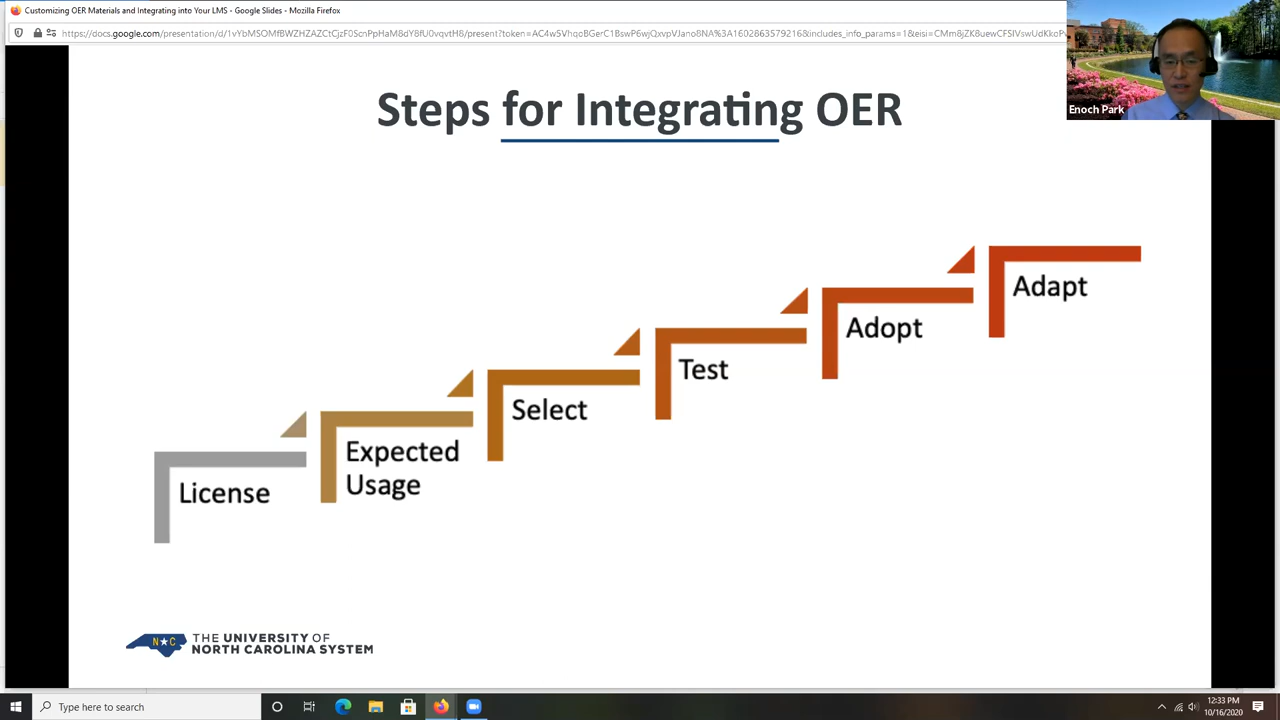 Customizing OER Materials and Integrating into Your LMS - Google Slides - Mozilla Firefox
Enoch Park
Steps for Integrating OER
Adapt
Adopt
Test
Select
Expected
Usage
License
N★C
THE UNIVERSITY OF
NORTH CAROLINA SYSTEM
Type here to search
12:33 PM
10/16/2020